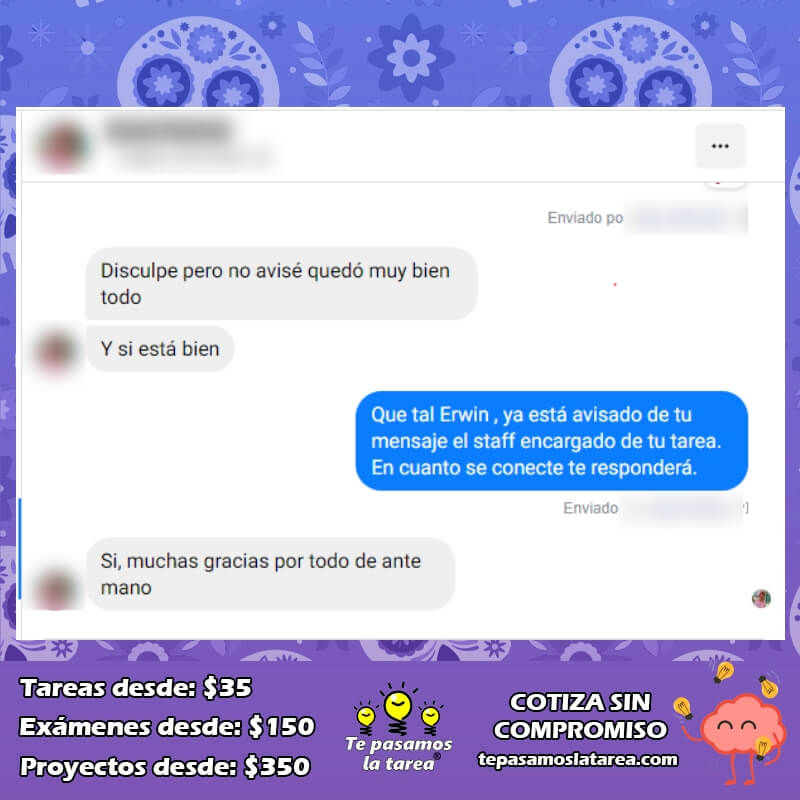 Enviado po
Disculpe pero no avisé quedó muy bien
todo
Y si está bien
Que tal Erwin , ya está avisado de tu
mensaje el staff encargado de tu tarea.
En cuanto se conecte te responderá.
Enviado
Si, muchas gracias por todo de ante
mano
Tareas desde: $35
Exámenes desde: $150
Proyectos desde: $350
Te pasamos
la tarea®
COTIZA SIN
COMPROMISO
tepasamoslatarea.com